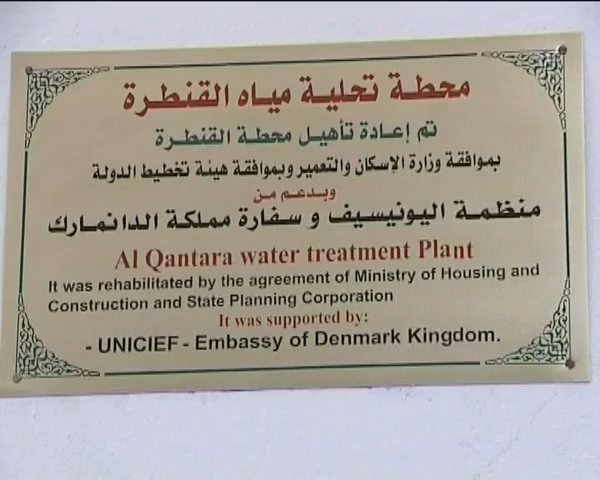 محطة تحلية مياه القنطرة
تم إعادة تأهيل محطة القنطرة
بموافقة وزارة الإسكان والتعمير وبموافقة هيئة تخطيط الدولة
وبدعم من
منظمة اليونيسيف و سفارة مملكة الدانمارك
Al Qantara water treatment Plant
It was rehabilitated by the agreement of Ministry of Housing and
Construction and State Planning Corporation
It was supported by:
- UNICIEF - Embassy of Denmark Kingdom.